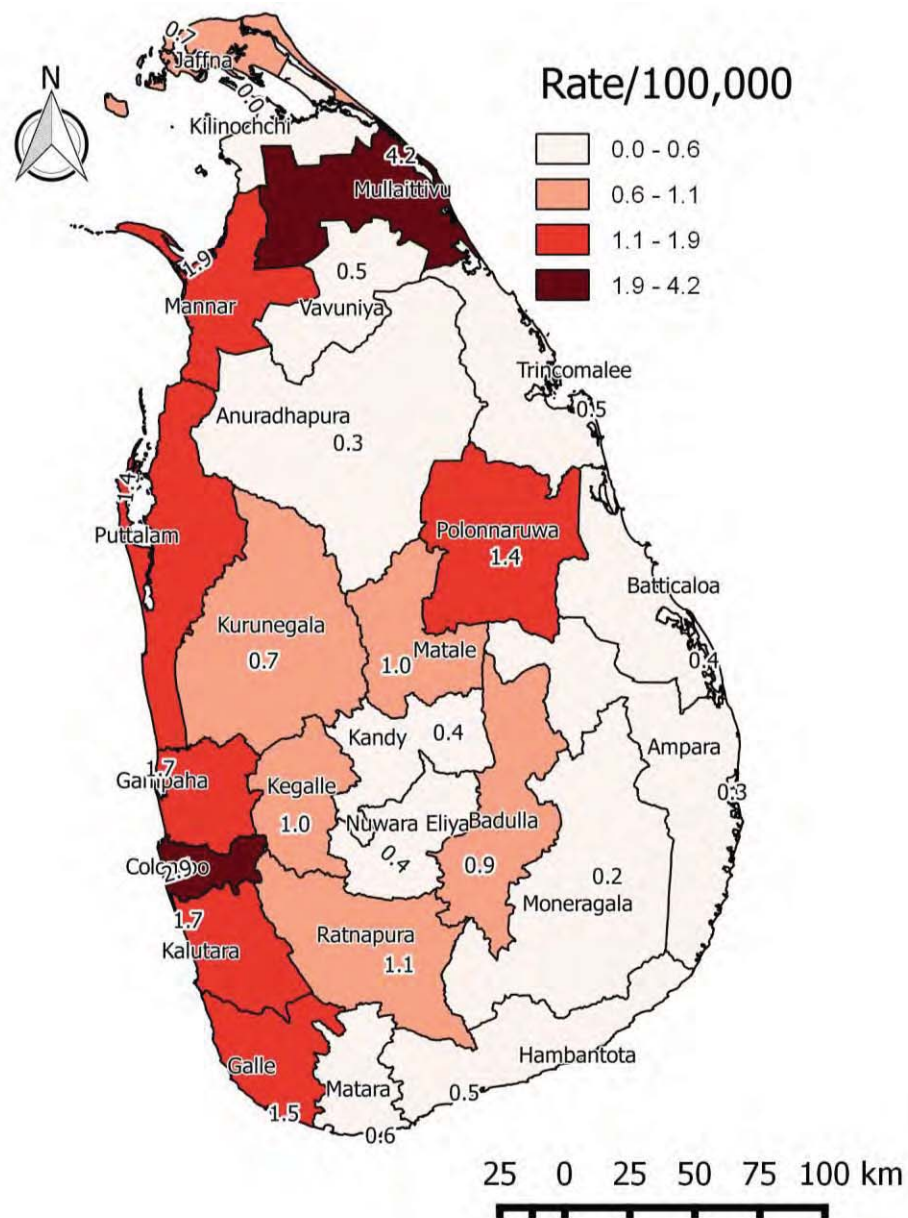 0.7
Jaffna
N
Rate/100,000
0.0
Kilinochchi
0.0 - 0.6
4.2
0.6 - 1.1
Mullaittivu
1.1 - 1.9
1.9
0.5
1.9 - 4.2
Mannar
Vavuniya
Trincomalee
0.5
Anuradhapura
0.3
1.4
Puttalam
Polonnaruwa
1.4
Batticaloa
Kurunegala
0.7
Matale
1.0
0.4
Kandy
0.4
Ampara
1.7
Gampaha
Kegalle
1.0
0.3
Nuwara Eliya
0.4
Badulla
0.9
Colombo
2.9
0.2
Moneragala
1.7
Kalutara
Ratnapura
1.1
Hambantota
0.5
Galle
1.5
Matara
0.6
25 0 25 50 75 100 km